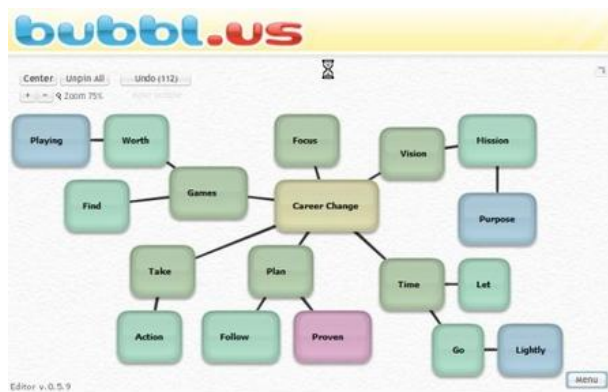 bubbl.us
Center Unpin All Undo (112)
+ - Zoom 75%
Playing Worth Focus Vision Mission
Find Games Career Change Purpose
Take Plan Time Let
Action Follow Proven Go Lightly
Editor v.0.5.9 Menu